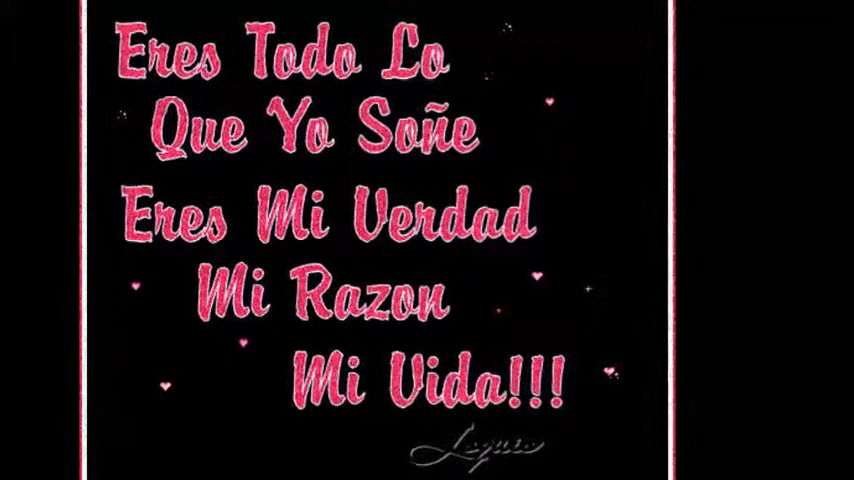 Eres Todo Lo
Que Yo Soñe
Eres Mi Verdad
Mi Razon
Mi Vida!!!